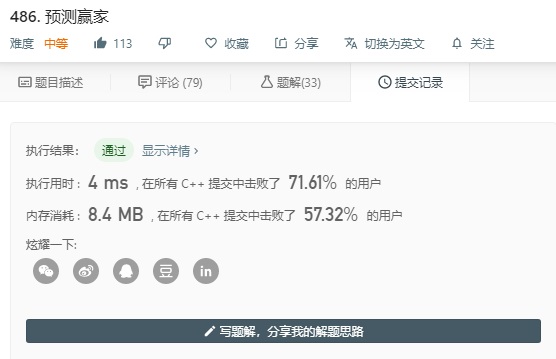 486. 预测赢家
难度 中等 113 收藏 分享 切换为英文 关注
题目描述 评论 (79) 题解(33) 提交记录
执行结果： 通过 显示详情 ›
执行用时 : 4 ms , 在所有 C++ 提交中击败了 71.61% 的用户
内存消耗 : 8.4 MB , 在所有 C++ 提交中击败了 57.32% 的用户
炫耀一下:
豆 in
写题解，分享我的解题思路